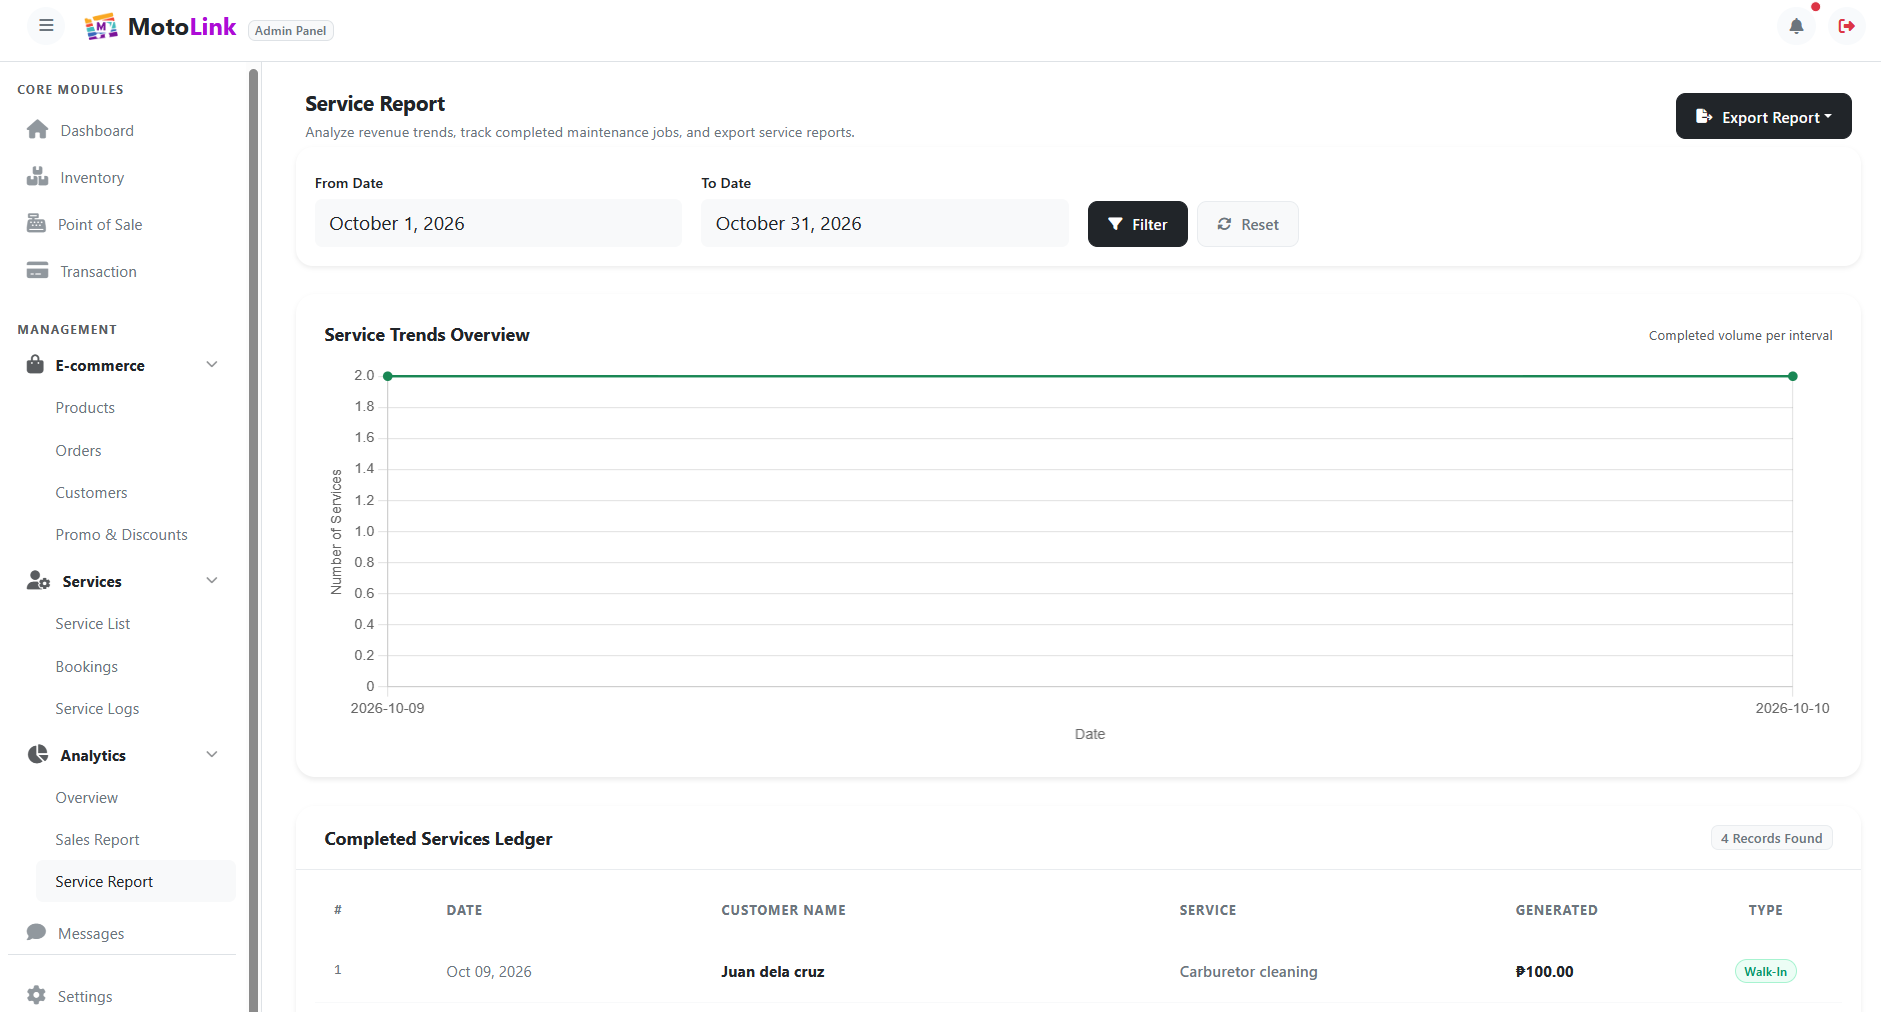 MotoLink Admin Panel
CORE MODULES
Dashboard
Inventory
Point of Sale
Transaction
MANAGEMENT
E-commerce
Products
Orders
Customers
Promo & Discounts
Services
Service List
Bookings
Service Logs
Analytics
Overview
Sales Report
Service Report
Messages
Settings
Service Report
Analyze revenue trends, track completed maintenance jobs, and export service reports.
Export Report
From Date
October 1, 2026
To Date
October 31, 2026
Filter
Reset
Service Trends Overview
Completed volume per interval
Number of Services
2.0
1.8
1.6
1.4
1.2
1.0
0.8
0.6
0.4
0.2
0
2026-10-09 2026-10-10
Date
Completed Services Ledger
4 Records Found
# DATE CUSTOMER NAME SERVICE GENERATED TYPE
1 Oct 09, 2026 Juan dela cruz Carburetor cleaning ₱100.00 Walk-In